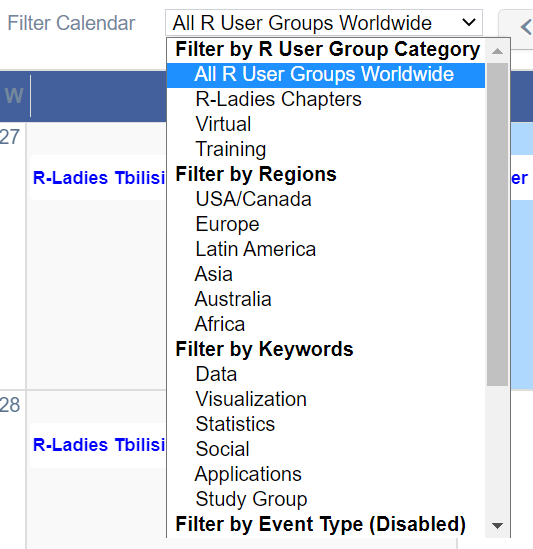 Filter Calendar
All R User Groups Worldwide
Filter by R User Group Category
All R User Groups Worldwide
R-Ladies Chapters
Virtual
Training
Filter by Regions
USA/Canada
Europe
Latin America
Asia
Australia
Africa
Filter by Keywords
Data
Visualization
Statistics
Social
Applications
Study Group
Filter by Event Type (Disabled)
W
27
R-Ladies Tbilisi
er
28
R-Ladies Tbilisi